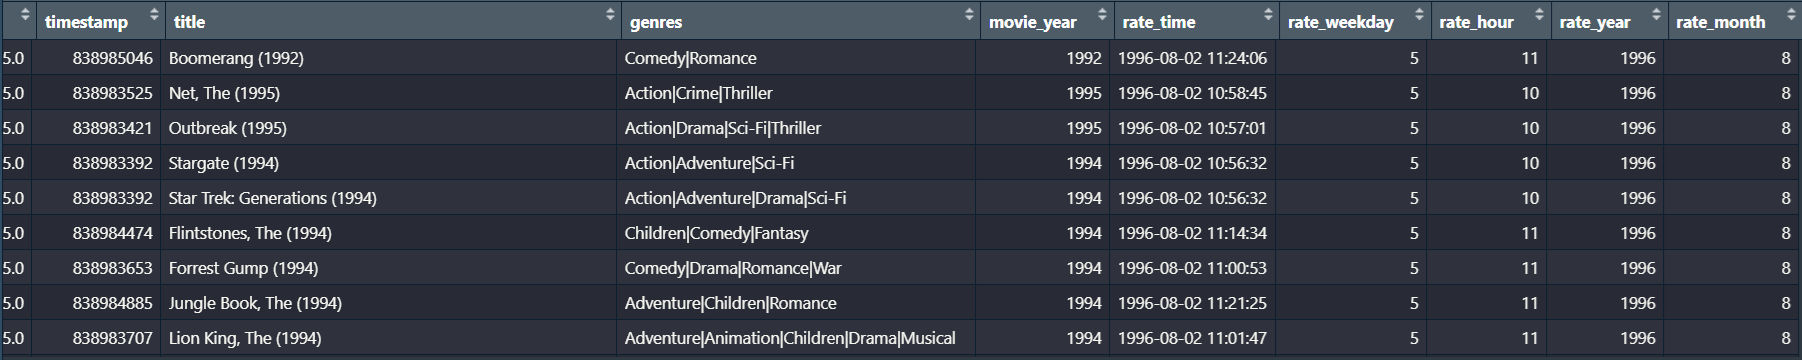 timestamp title genres movie_year rate_time rate_weekday rate_hour rate_year rate_month
5.0 838985046 Boomerang (1992) Comedy|Romance 1992 1996-08-02 11:24:06 5 11 1996 8
5.0 838983525 Net, The (1995) Action|Crime|Thriller 1995 1996-08-02 10:58:45 5 10 1996 8
5.0 838983421 Outbreak (1995) Action|Drama|Sci-Fi|Thriller 1995 1996-08-02 10:57:01 5 10 1996 8
5.0 838983392 Stargate (1994) Action|Adventure|Sci-Fi 1994 1996-08-02 10:56:32 5 10 1996 8
5.0 838983392 Star Trek: Generations (1994) Action|Adventure|Drama|Sci-Fi 1994 1996-08-02 10:56:32 5 10 1996 8
5.0 838984474 Flintstones, The (1994) Children|Comedy|Fantasy 1994 1996-08-02 11:14:34 5 11 1996 8
5.0 838983653 Forrest Gump (1994) Comedy|Drama|Romance|War 1994 1996-08-02 11:00:53 5 11 1996 8
5.0 838984885 Jungle Book, The (1994) Adventure|Children|Romance 1994 1996-08-02 11:21:25 5 11 1996 8
5.0 838983707 Lion King, The (1994) Adventure|Animation|Children|Drama|Musical 1994 1996-08-02 11:01:47 5 11 1996 8